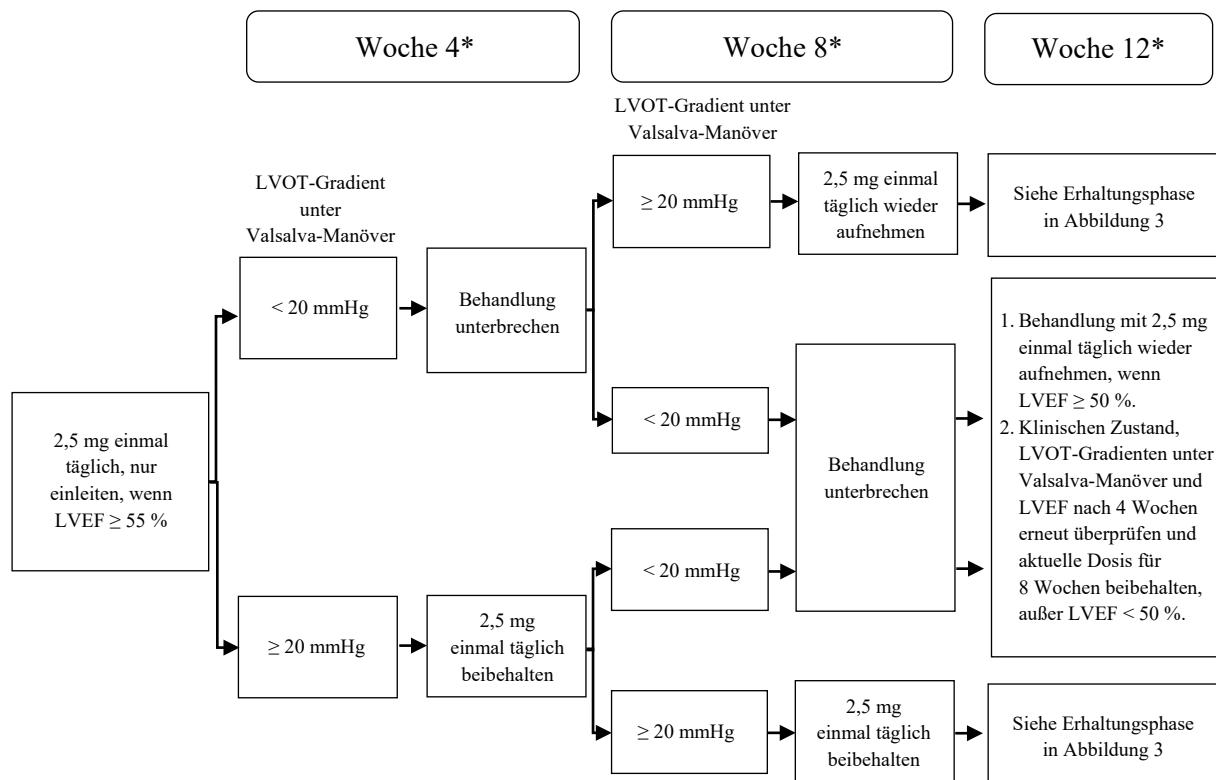 Woche 4*
Woche 8*
Woche 12*
LVOT-Gradient
unter
Valsalva-Manöver
LVOT-Gradient unter
Valsalva-Manöver
2,5 mg einmal
täglich, nur
einleiten, wenn
LVEF ≥ 55 %
< 20 mmHg
Behandlung
unterbrechen
≥ 20 mmHg
2,5 mg einmal
täglich wieder
aufnehmen
Siehe Erhaltungsphase
in Abbildung 3
< 20 mmHg
Behandlung
unterbrechen
1. Behandlung mit 2,5 mg
einmal täglich wieder
aufnehmen, wenn
LVEF ≥ 50 %.
2. Klinischen Zustand,
LVOT-Gradienten unter
Valsalva-Manöver und
LVEF nach 4 Wochen
erneut überprüfen und
aktuelle Dosis für
8 Wochen beibehalten,
außer LVEF < 50 %.
≥ 20 mmHg
2,5 mg
einmal täglich
beibehalten
< 20 mmHg
≥ 20 mmHg
2,5 mg
einmal täglich
beibehalten
Siehe Erhaltungsphase
in Abbildung 3